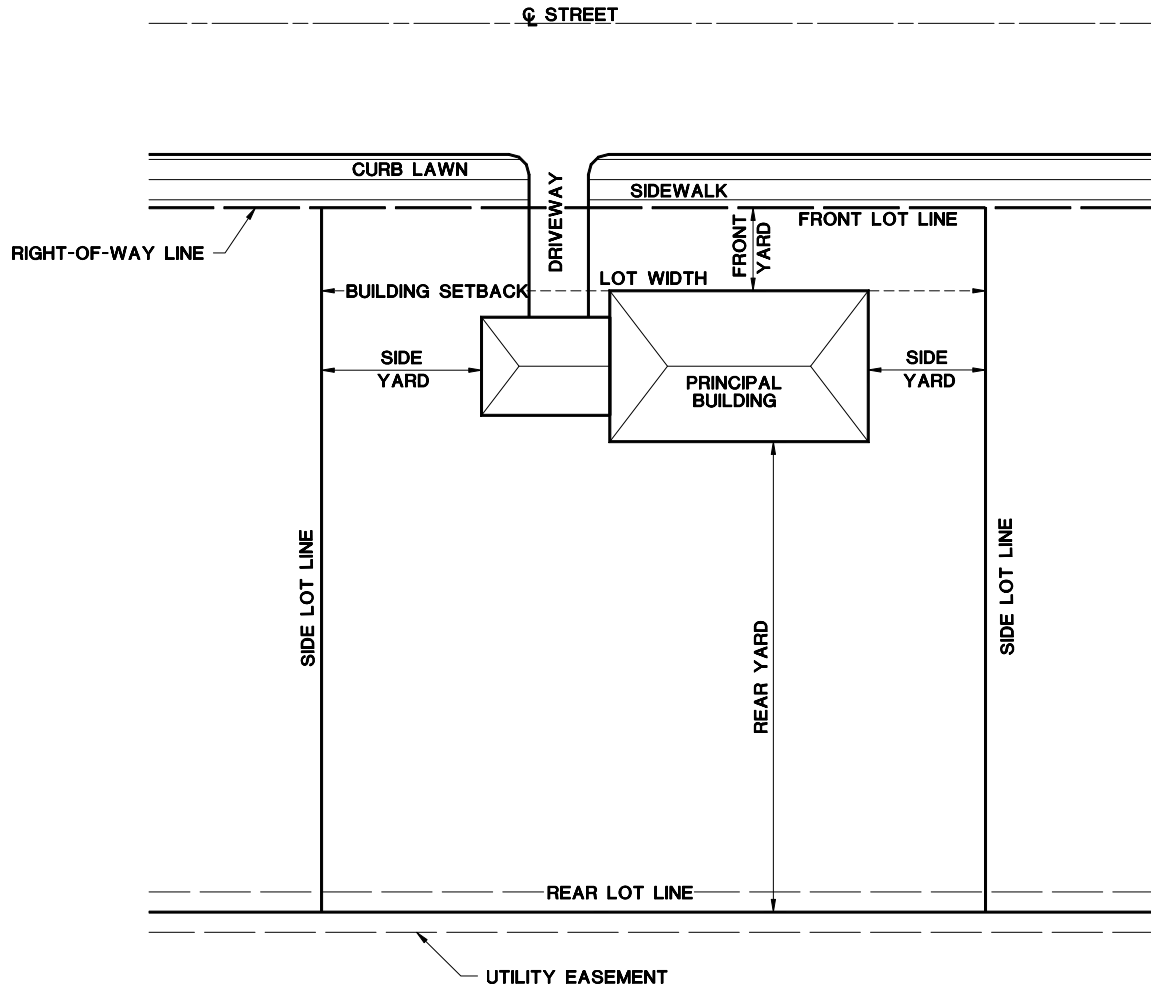 ℄ STREET
CURB LAWN
SIDEWALK
DRIVEWAY
FRONT LOT LINE
RIGHT-OF-WAY LINE
FRONT
YARD
LOT WIDTH
BUILDING SETBACK
SIDE
YARD
PRINCIPAL
BUILDING
SIDE
YARD
SIDE LOT LINE
SIDE LOT LINE
REAR YARD
REAR LOT LINE
UTILITY EASEMENT